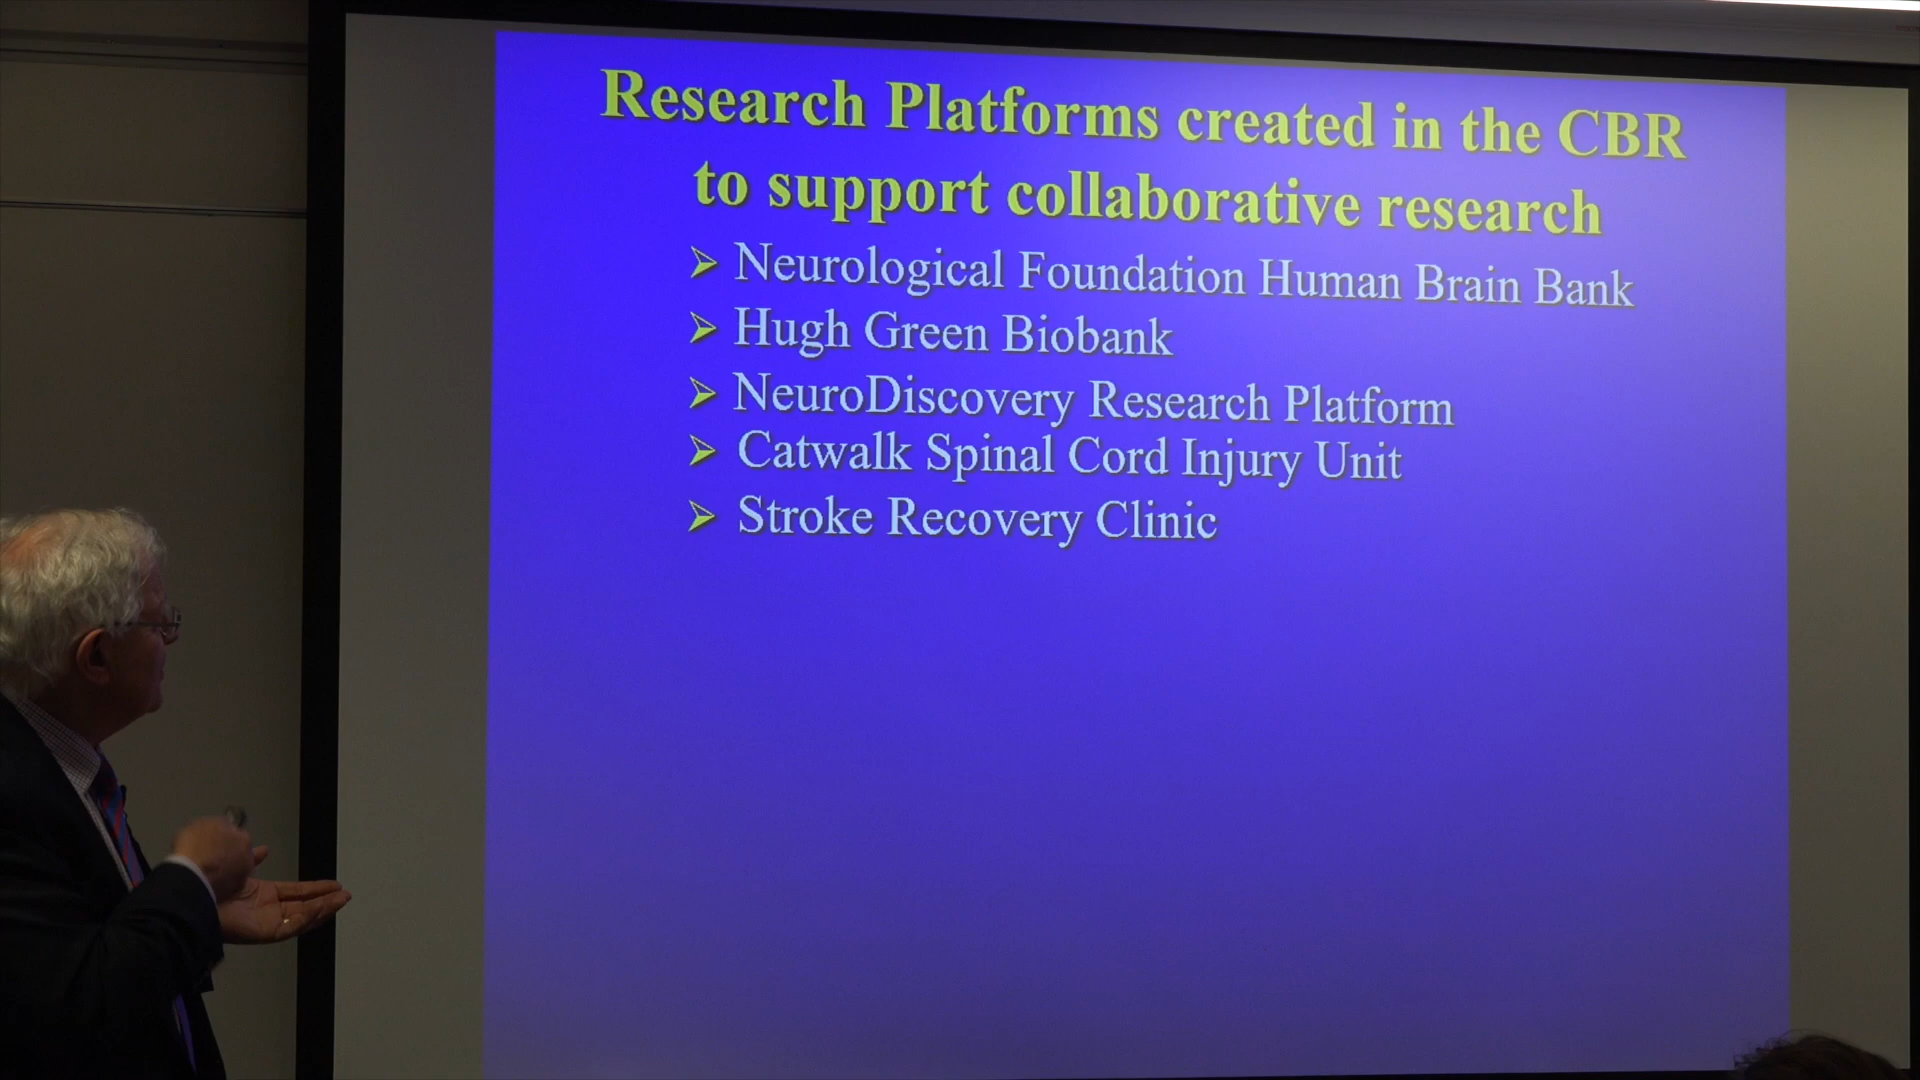 Research Platforms created in the CBR
to support collaborative research
➢ Neurological Foundation Human Brain Bank
➢ Hugh Green Biobank
➢ NeuroDiscovery Research Platform
➢ Catwalk Spinal Cord Injury Unit
➢ Stroke Recovery Clinic